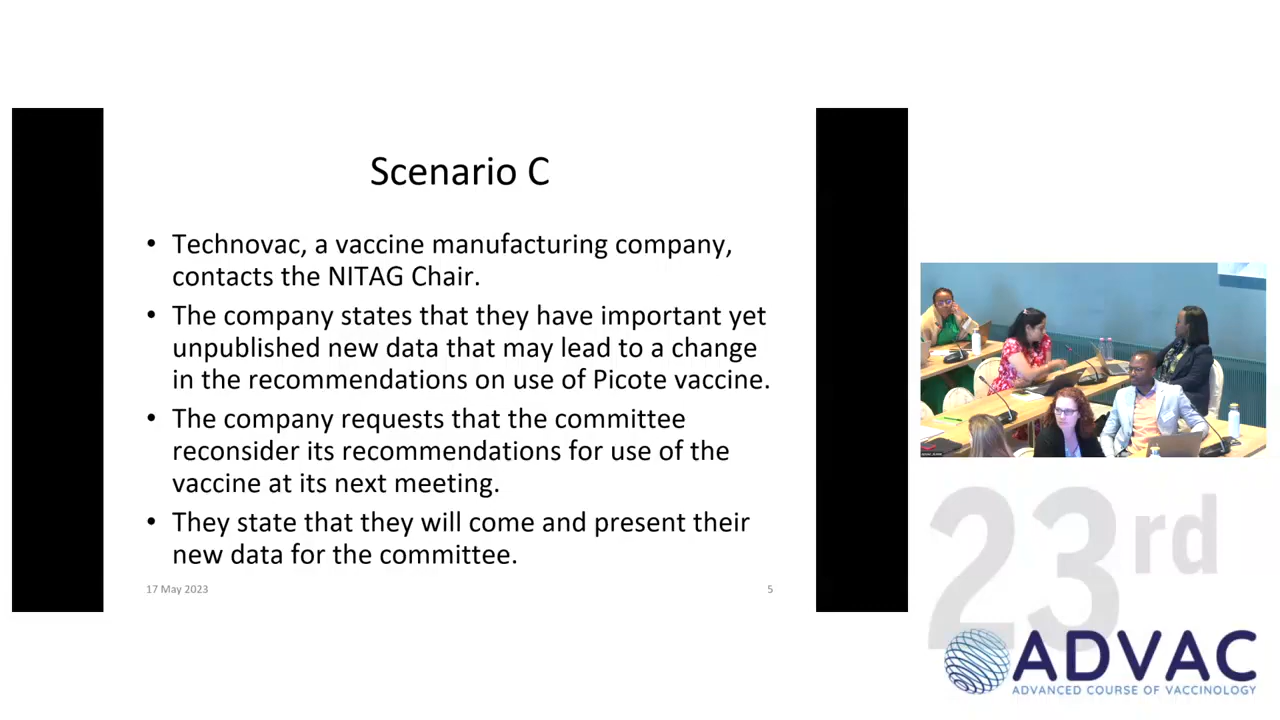 Scenario C
• Technovac, a vaccine manufacturing company,
contacts the NITAG Chair.
• The company states that they have important yet
unpublished new data that may lead to a change
in the recommendations on use of Picote vaccine.
• The company requests that the committee
reconsider its recommendations for use of the
vaccine at its next meeting.
• They state that they will come and present their
new data for the committee.
17 May 2023
5
23rd
ADVAC
ADVANCED COURSE OF VACCINOLOGY